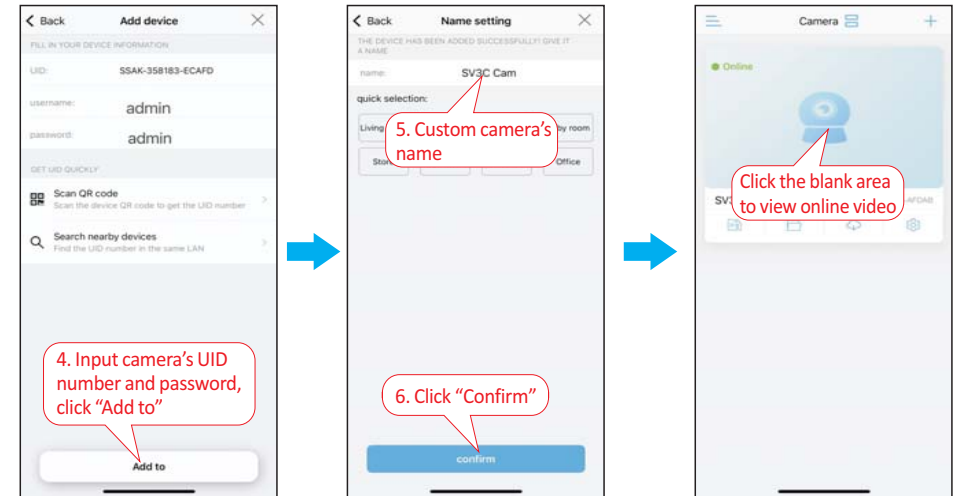 Back Add device
FILL IN YOUR DEVICE INFORMATION
UID: SSAK-358183-ECAFD
username: admin
password: admin
GET UID QUICKLY
Scan QR code
Scan the device QR code to get the UID number
Search nearby devices
Find the UID number in the same LAN
4. Input camera's UID
number and password,
click "Add to"
Add to
Back Name setting
THE DEVICE HAS BEEN ADDED SUCCESSFULLY! GIVE IT
A NAME
name: SV3C Cam
quick selection:
Living by room
5. Custom camera's
name
Stor Office
6. Click "Confirm"
confirm
Camera
Online
Click the blank area
to view online video
SV3 AFOAB